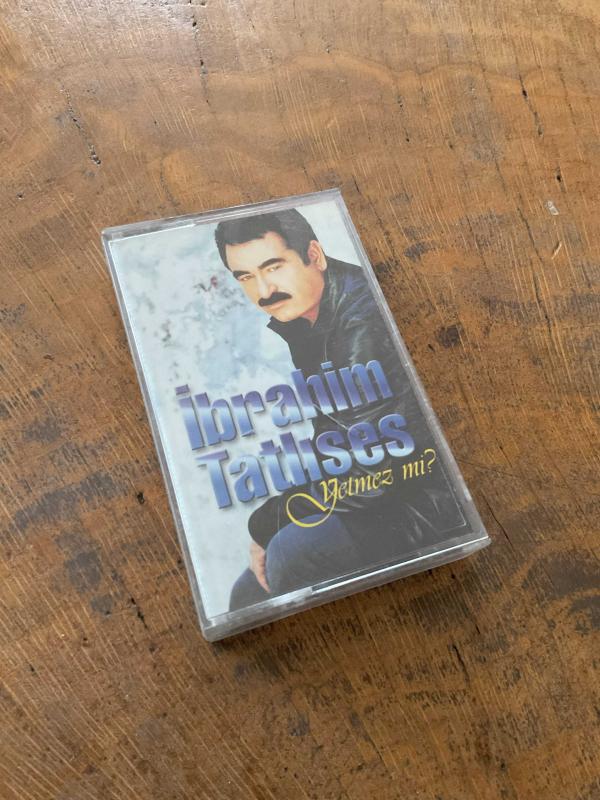 İbrahim
Tatlıses
Yetmez mi?